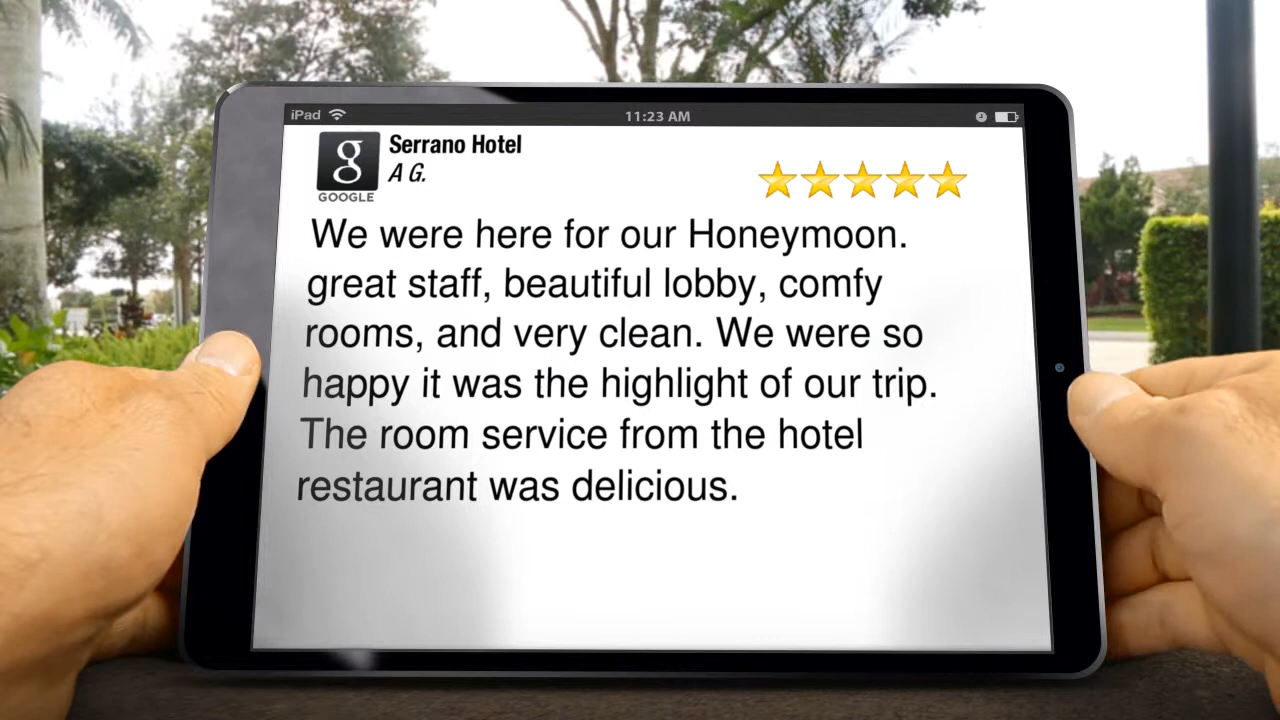 iPad 11:23 AM
g
GOOGLE
Serrano Hotel
A G.
We were here for our Honeymoon.
great staff, beautiful lobby, comfy
rooms, and very clean. We were so
happy it was the highlight of our trip.
The room service from the hotel
restaurant was delicious.